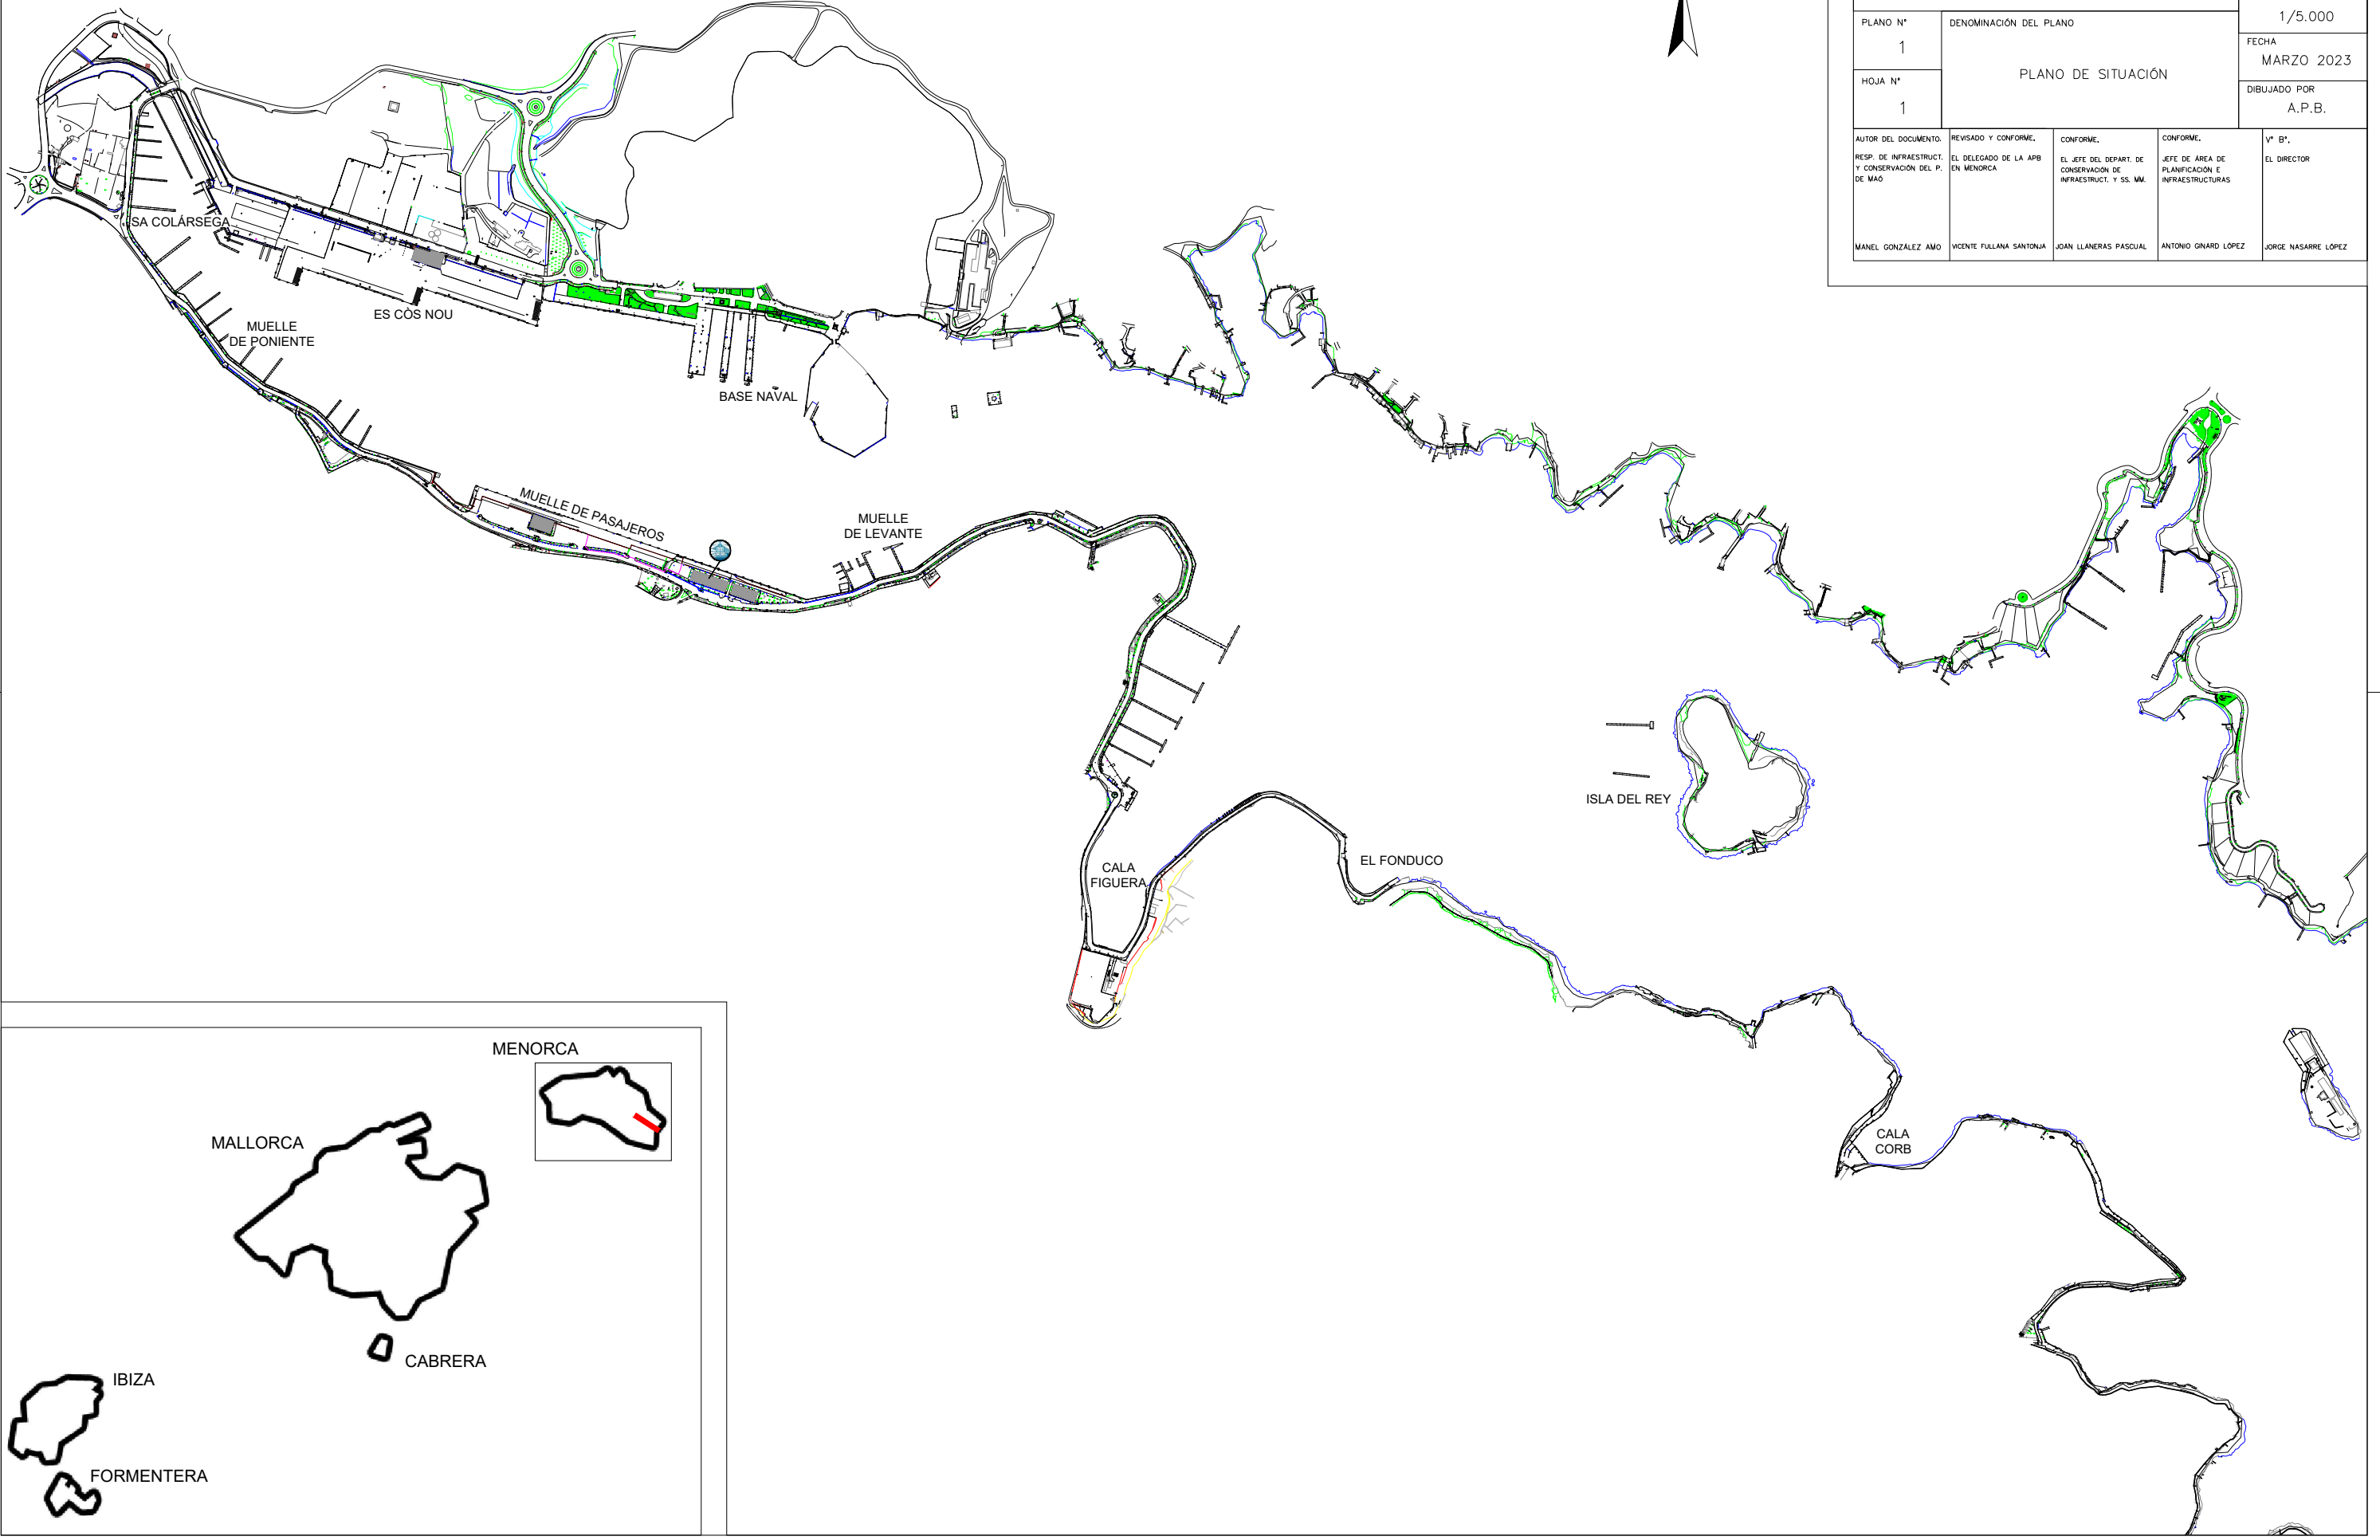 1/5.000
PLANO Nº
1
DENOMINACIÓN DEL PLANO
PLANO DE SITUACIÓN
FECHA
MARZO 2023
HOJA Nº
1
DIBUJADO POR
A.P.B.
AUTOR DEL DOCUMENTO.
RESP. DE INFRAESTRUCT.
Y CONSERVACIÓN DEL P.
DE MAÓ
MANEL GONZÁLEZ AMO
REVISADO Y CONFORME,
EL DELEGADO DE LA APB
EN MENORCA
VICENTE FULLANA SANTONJA
CONFORME,
EL JEFE DEL DEPART. DE
CONSERVACIÓN DE
INFRAESTRUCT. Y SS. MM.
JOAN LLANERAS PASCUAL
CONFORME,
JEFE DE ÁREA DE
PLANIFICACIÓN E
INFRAESTRUCTURAS
ANTONIO GINARD LÓPEZ
Vº Bº,
EL DIRECTOR
JORGE NASARRE LÓPEZ
SA COLÁRSEGA
ES CÒS NOU
MUELLE
DE PONIENTE
BASE NAVAL
MUELLE DE PASAJEROS
MUELLE
DE LEVANTE
ISLA DEL REY
EL FONDUCO
CALA
FIGUERA
CALA
CORB
MENORCA
MALLORCA
CABRERA
IBIZA
FORMENTERA